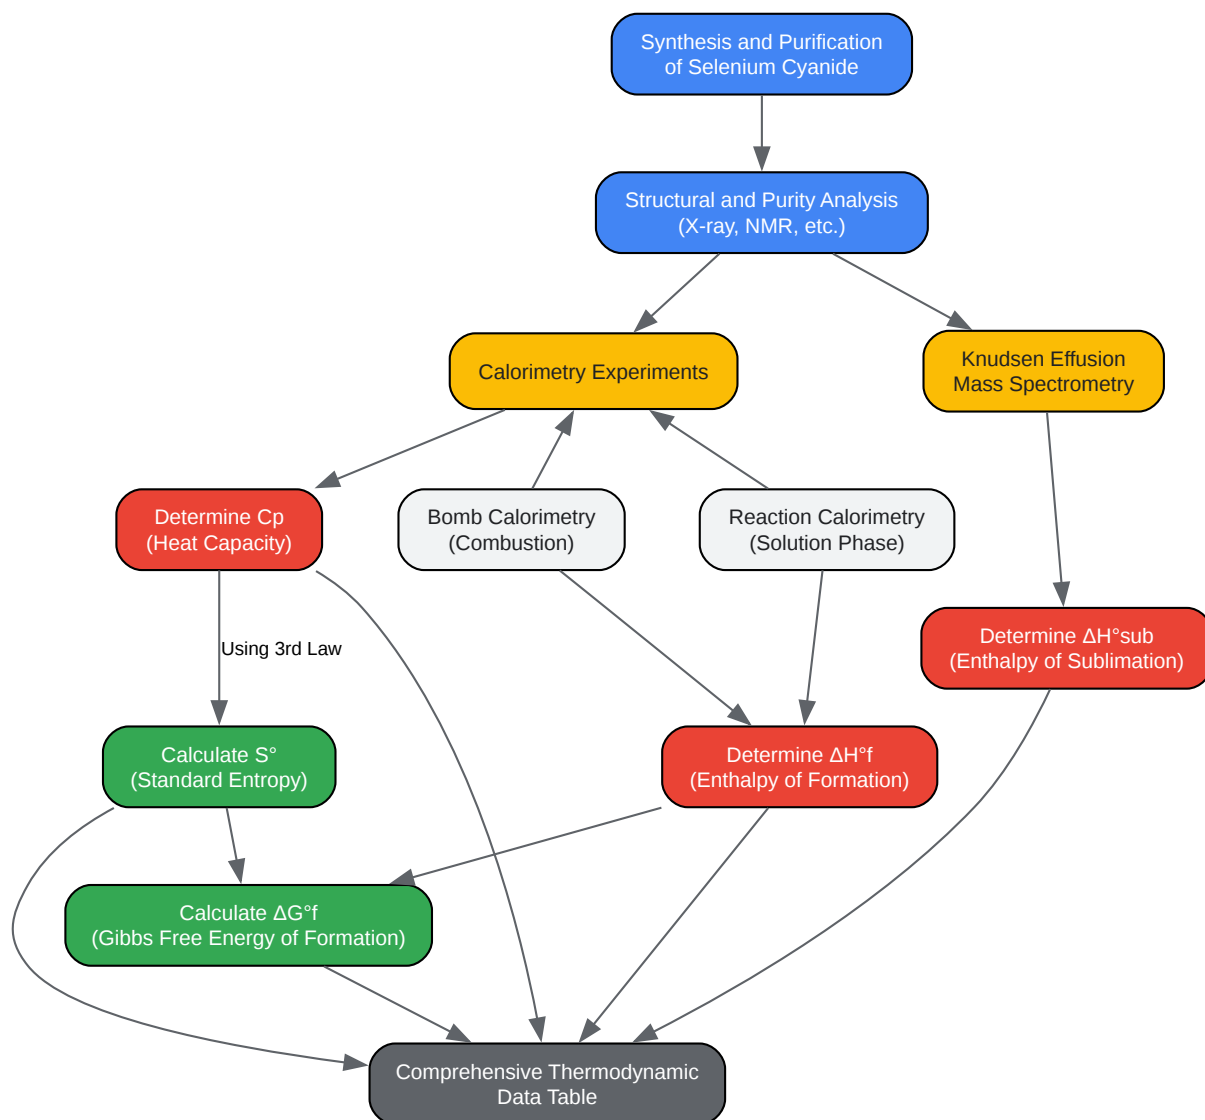 Synthesis and Purification
of Selenium Cyanide
Structural and Purity Analysis
(X-ray, NMR, etc.)
Calorimetry Experiments
Knudsen Effusion
Mass Spectrometry
Determine Cp
(Heat Capacity)
Bomb Calorimetry
(Combustion)
Reaction Calorimetry
(Solution Phase)
Using 3rd Law
Determine ΔH°sub
(Enthalpy of Sublimation)
Calculate S°
(Standard Entropy)
Determine ΔH°f
(Enthalpy of Formation)
Calculate ΔG°f
(Gibbs Free Energy of Formation)
Comprehensive Thermodynamic
Data Table